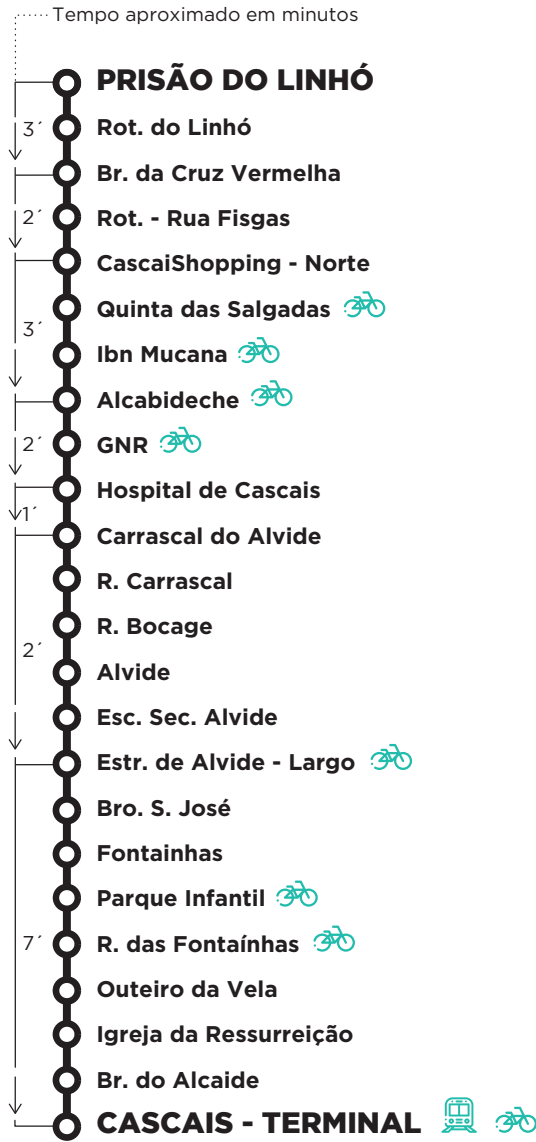 Tempo aproximado em minutos
PRISÃO DO LINHÓ
3´ Rot. do Linhó
Br. da Cruz Vermelha
2´ Rot. - Rua Fisgas
CascaiShopping - Norte
Quinta das Salgadas
3´
Ibn Mucana
Alcabideche
2´ GNR
Hospital de Cascais
1´
Carrascal do Alvide
R. Carrascal
R. Bocage
2´
Alvide
Esc. Sec. Alvide
Estr. de Alvide - Largo
Bro. S. José
Fontainhas
Parque Infantil
7´ R. das Fontaínhas
Outeiro da Vela
Igreja da Ressurreição
Br. do Alcaide
CASCAIS - TERMINAL